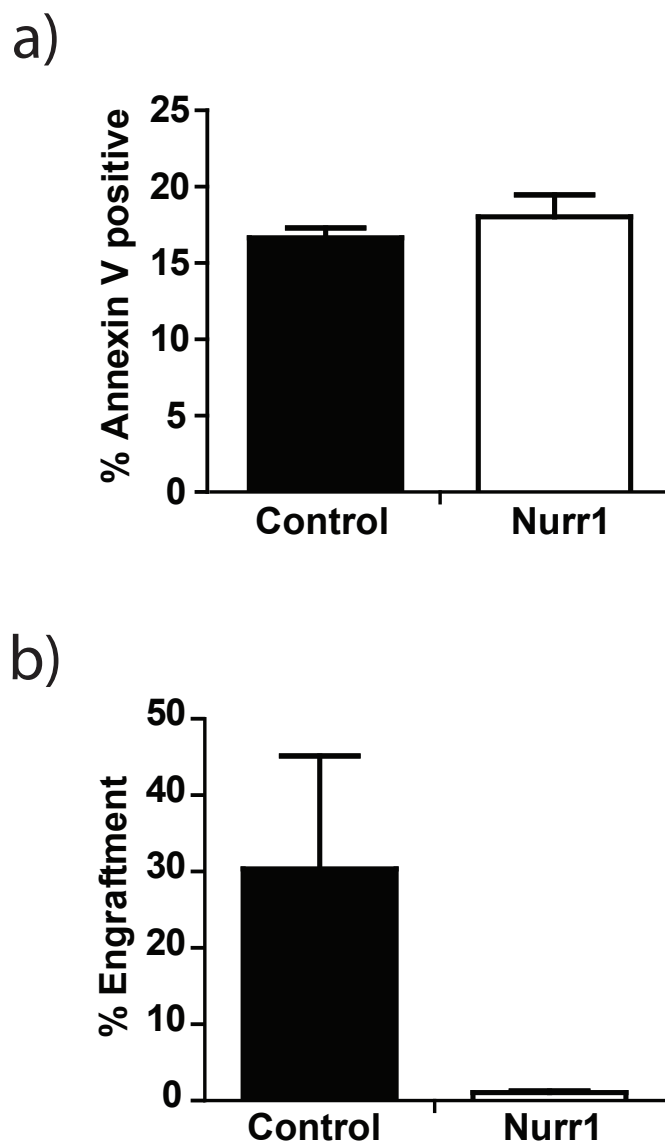 a)
% Annexin V positive
25
20
15
10
5
0
Control
Nurr1
b)
% Engraftment
50
40
30
20
10
0
Control
Nurr1